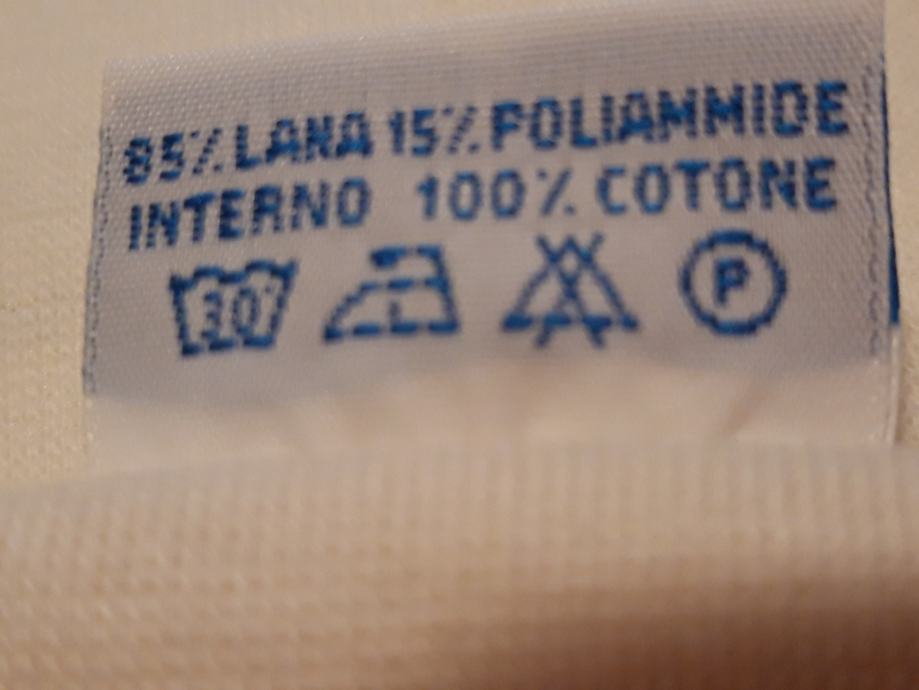 85% LANA 15% POLIAMMIDE
INTERNO 100% COTONE
30°
P